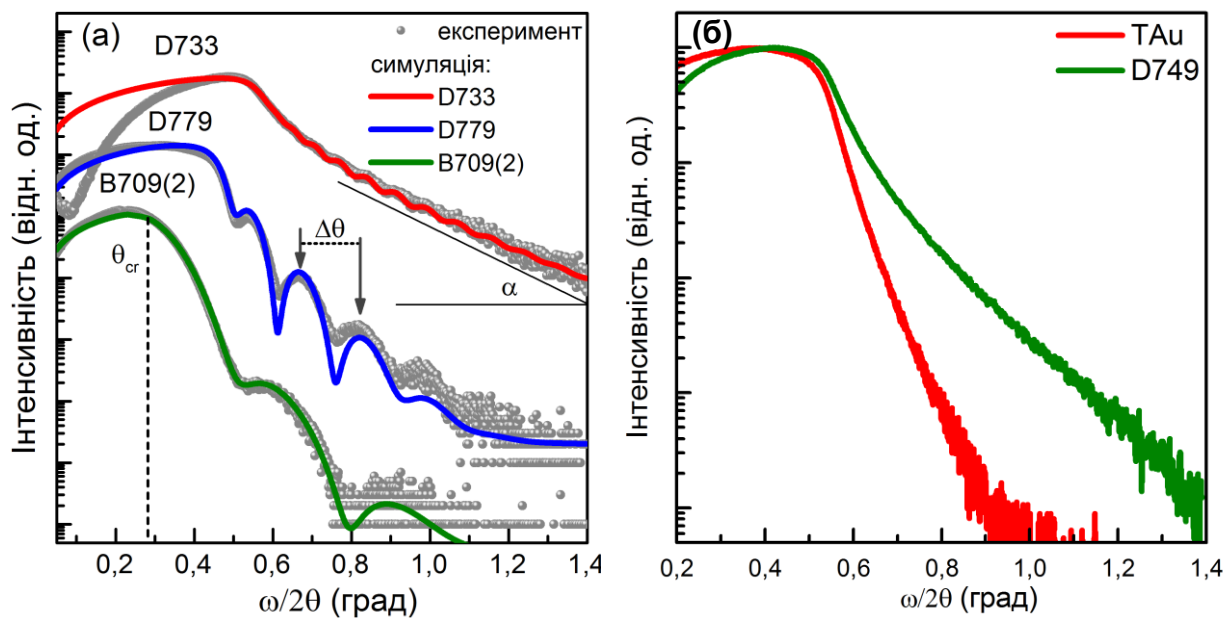 (а)
D733
експеримент
симуляція:
D733
D779
B709(2)
D779
B709(2)
Δθ
θcr
α
Інтенсивність (відн. од.)
0,2 0,4 0,6 0,8 1,0 1,2 1,4
ω/2θ (град)
(б)
TAu
D749
Інтенсивність (відн. од.)
0,2 0,4 0,6 0,8 1,0 1,2 1,4
ω/2θ (град)